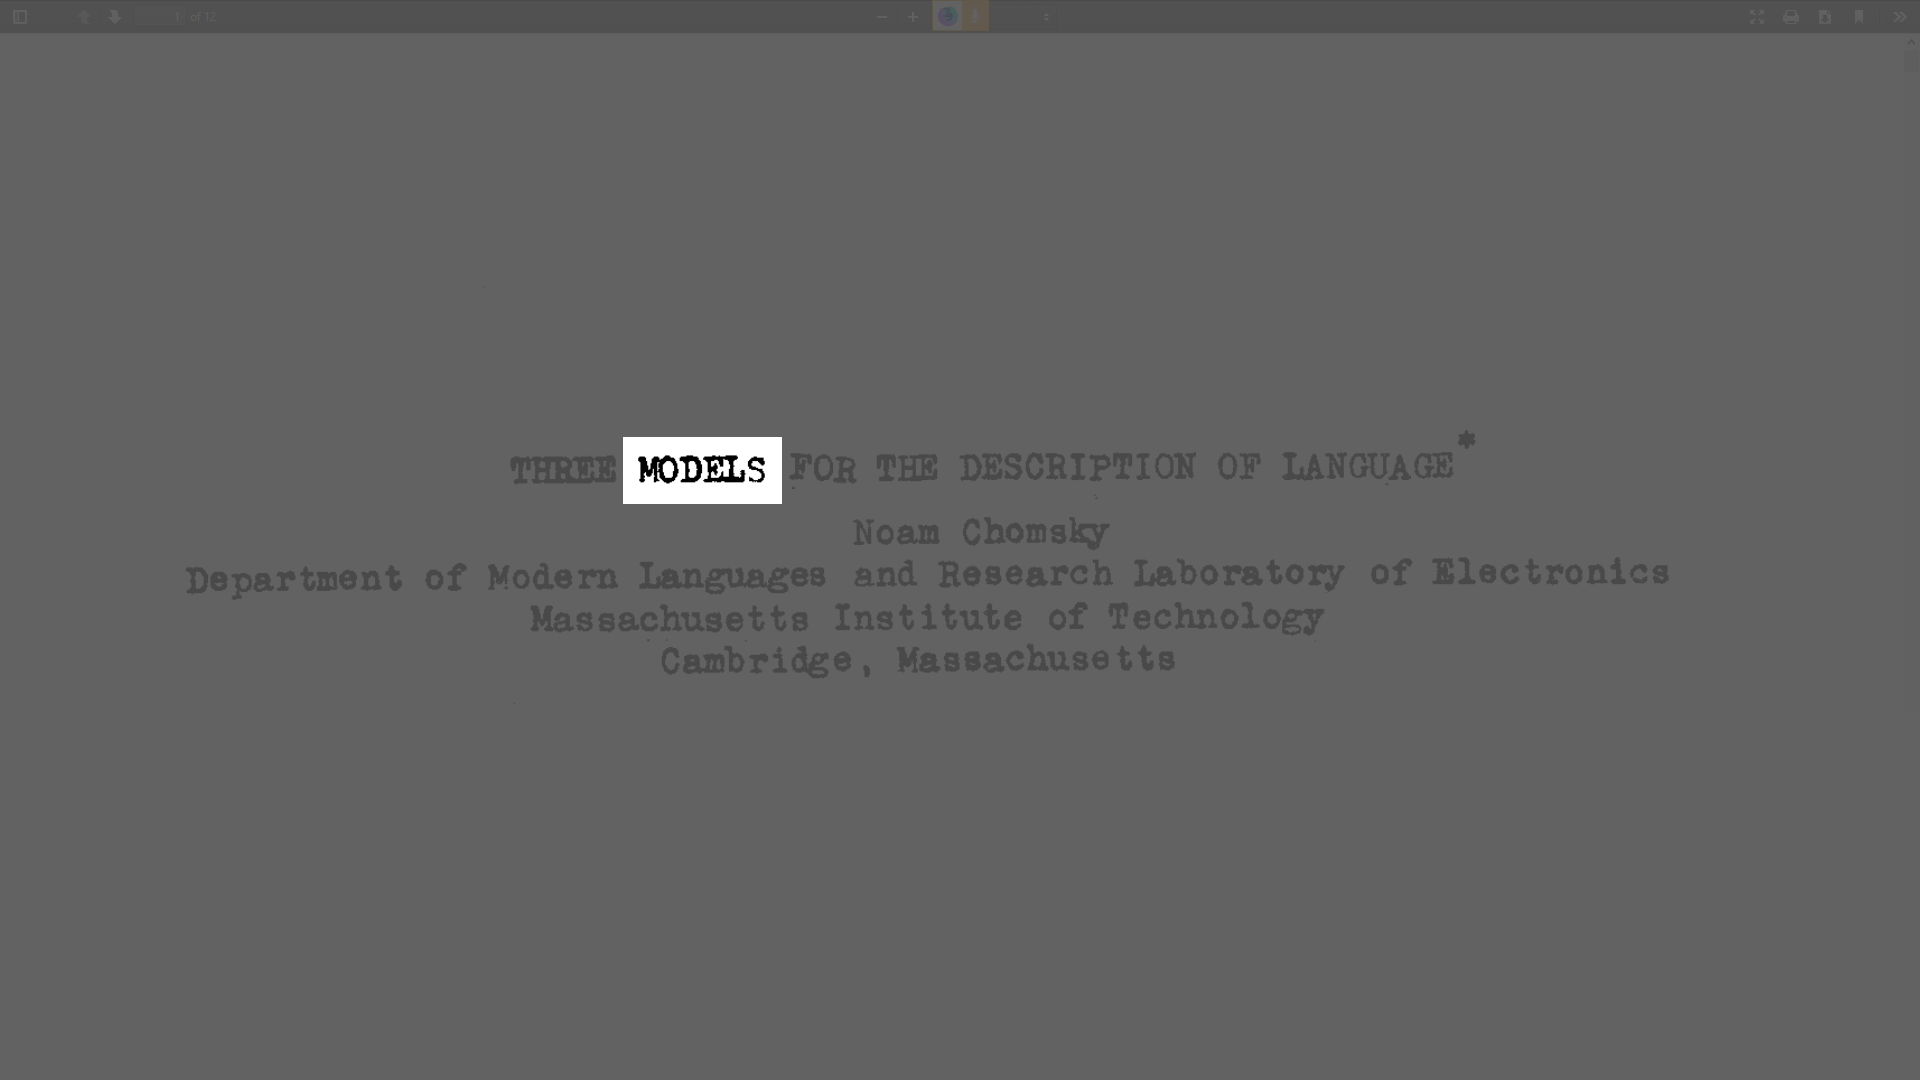 1 of 12
THREE MODELS FOR THE DESCRIPTION OF LANGUAGE*
Noam Chomsky
Department of Modern Languages and Research Laboratory of Electronics
Massachusetts Institute of Technology
Cambridge, Massachusetts